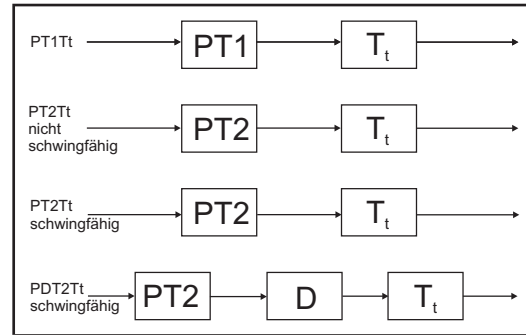 PT1Tt PT1 Tt
PT2Tt
nicht
schwingfähig
PT2 Tt
PT2Tt
schwingfähig
PT2 Tt
PDT2Tt
schwingfähig
PT2 D Tt